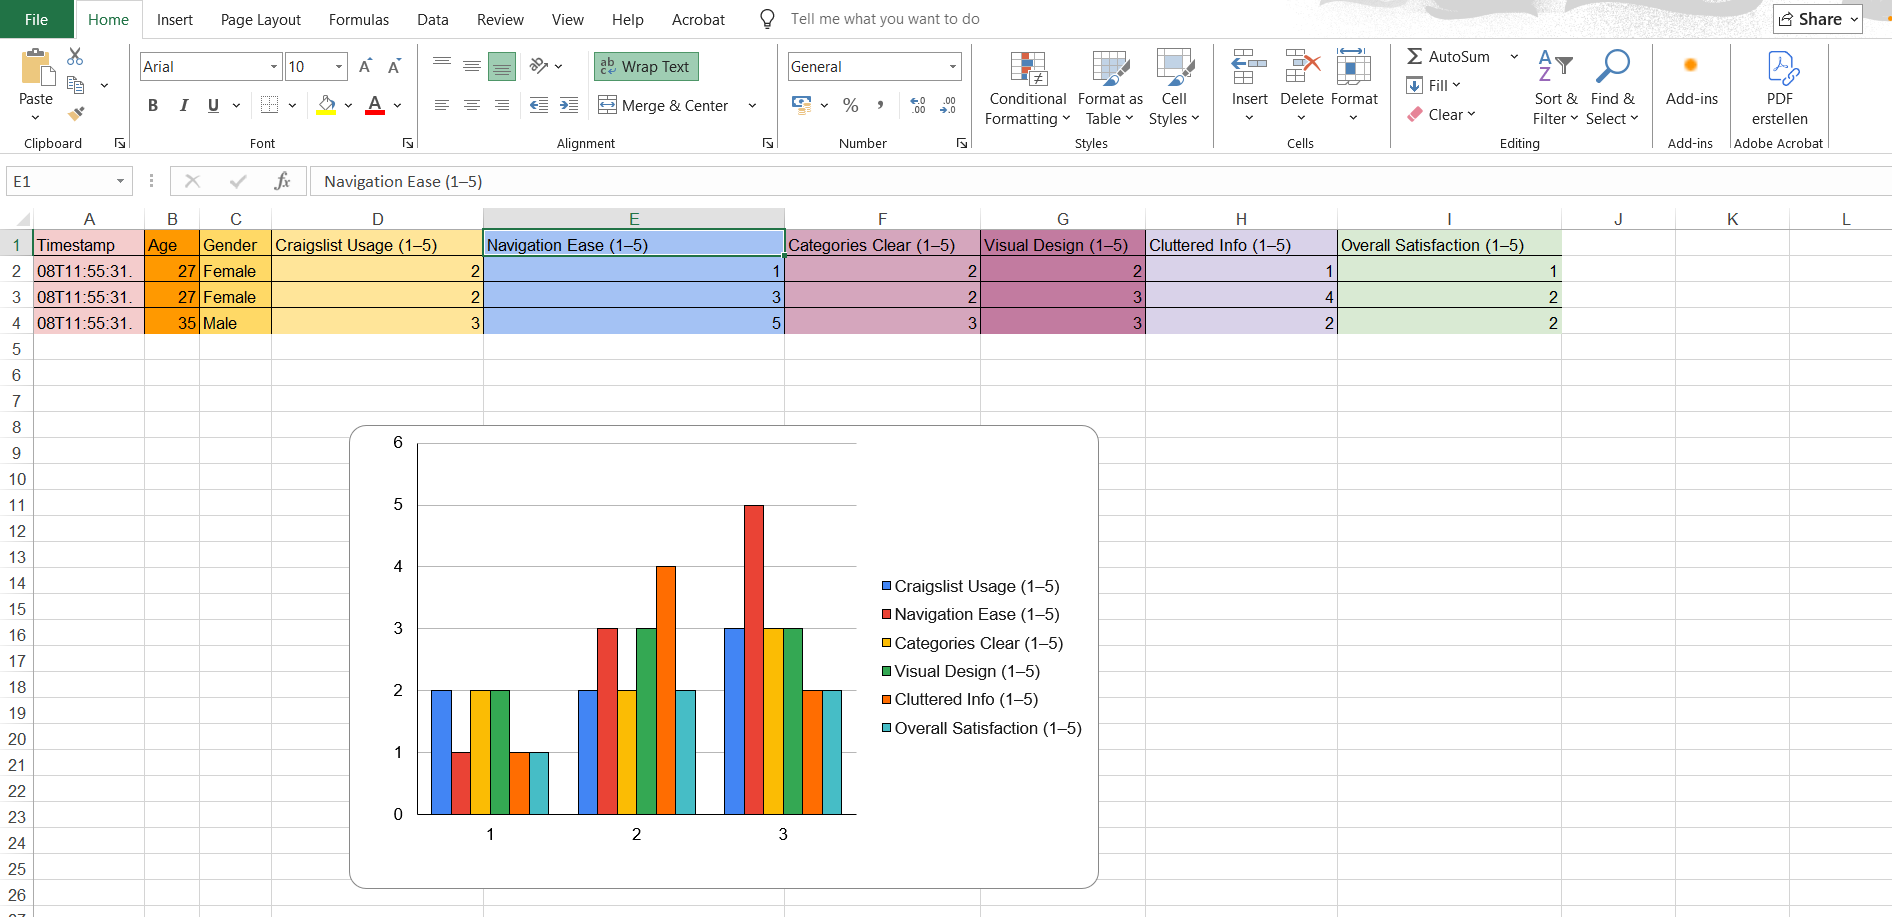 File Home Insert Page Layout Formulas Data Review View Help Acrobat Tell me what you want to do Share
Arial 10 A A Wrap Text General AutoSum
Paste Fill
B I U A Merge & Center % Conditional Formatting Format as Table Cell Styles Insert Delete Format Clear Sort & Filter Find & Select Add-ins PDF erstellen
Clipboard Font Alignment Number Styles Cells Editing Add-ins Adobe Acrobat
E1 fx Navigation Ease (1–5)
A B C D E F G H I J K L
1 Timestamp Age Gender Craigslist Usage (1–5) Navigation Ease (1–5) Categories Clear (1–5) Visual Design (1–5) Cluttered Info (1–5) Overall Satisfaction (1–5)
2 08T11:55:31. 27 Female 2 1 2 2 1 1
3 08T11:55:31. 27 Female 2 3 2 3 4 2
4 08T11:55:31. 35 Male 3 5 3 3 2 2
5
6
7
8
9
10
11
12
13
14
15
16
17
18
19
20
21
22
23
24
25
26
6
5
4
3
2
1
0
1 2 3
Craigslist Usage (1–5)
Navigation Ease (1–5)
Categories Clear (1–5)
Visual Design (1–5)
Cluttered Info (1–5)
Overall Satisfaction (1–5)